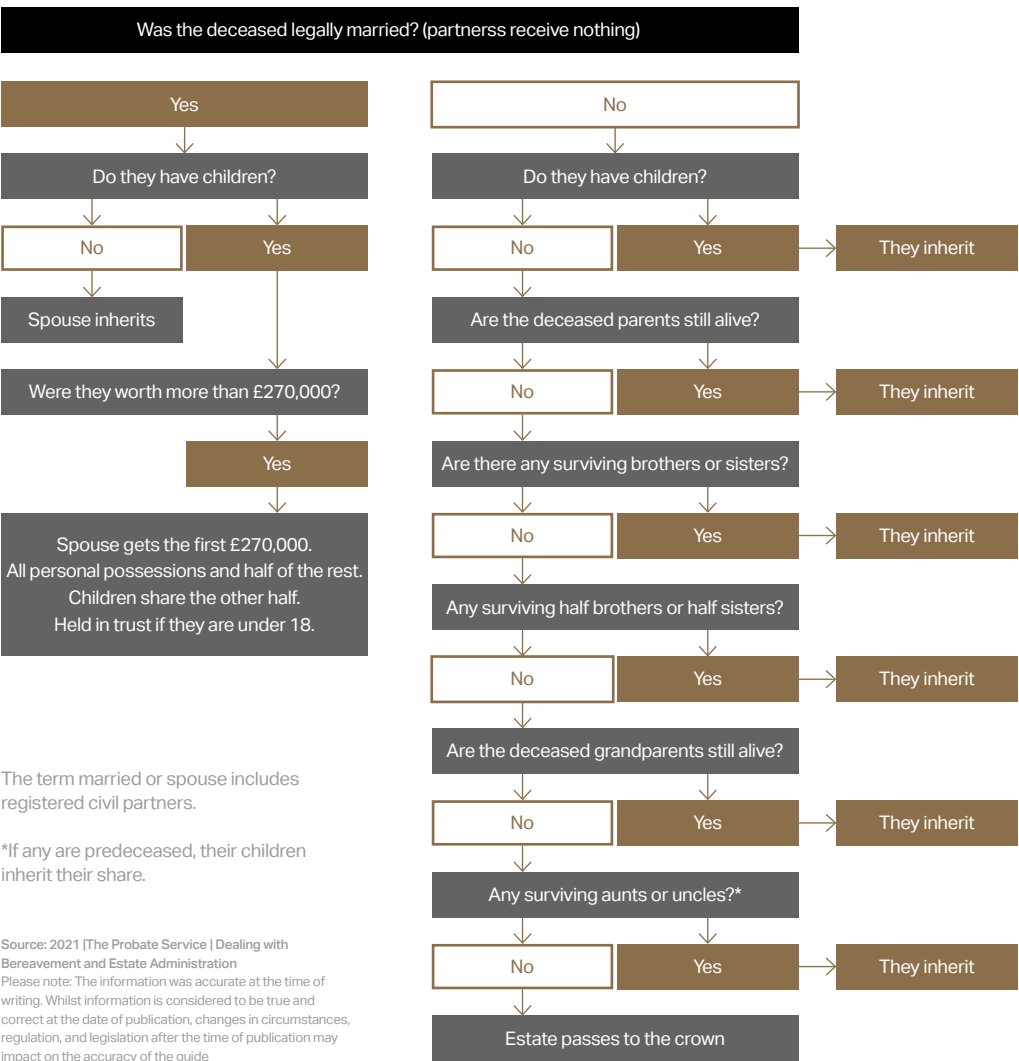 Was the deceased legally married? (partnerss receive nothing)
Yes
Do they have children?
No
Yes
Spouse inherits
Were they worth more than £270,000?
Yes
Spouse gets the first £270,000.
All personal possessions and half of the rest.
Children share the other half.
Held in trust if they are under 18.
No
Do they have children?
No
Yes
They inherit
Are the deceased parents still alive?
No
Yes
They inherit
Are there any surviving brothers or sisters?
No
Yes
They inherit
Any surviving half brothers or half sisters?
No
Yes
They inherit
Are the deceased grandparents still alive?
No
Yes
They inherit
Any surviving aunts or uncles?*
No
Yes
They inherit
Estate passes to the crown
The term married or spouse includes
registered civil partners.
*If any are predeceased, their children
inherit their share.
Source: 2021 |The Probate Service | Dealing with
Bereavement and Estate Administration
Please note: The information was accurate at the time of
writing. Whilst information is considered to be true and
correct at the date of publication, changes in circumstances,
regulation, and legislation after the time of publication may
impact on the accuracy of the guide